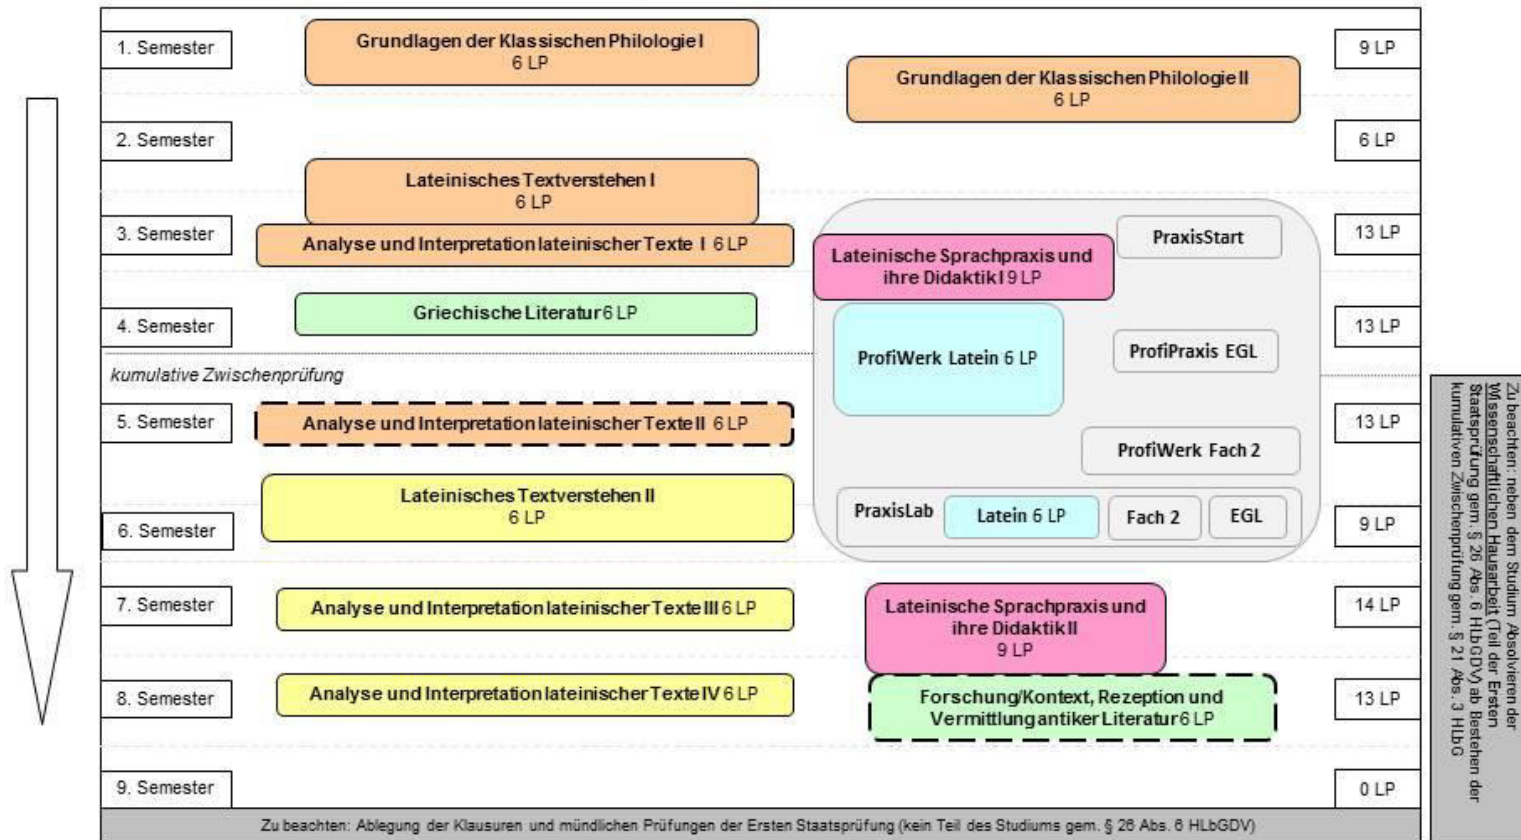 1. Semester
Grundlagen der Klassischen Philologie I
6 LP
9 LP
Grundlagen der Klassischen Philologie II
6 LP
2. Semester
6 LP
Lateinisches Textverstehen I
6 LP
3. Semester
Analyse und Interpretation lateinischer Texte I 6 LP
PraxisStart
13 LP
Lateinische Sprachpraxis und
ihre Didaktik I 9 LP
4. Semester
Griechische Literatur 6 LP
13 LP
ProfiWerk Latein 6 LP
ProfiPraxis EGL
kumulative Zwischenprüfung
5. Semester
Analyse und Interpretation lateinischer Texte II 6 LP
13 LP
ProfiWerk Fach 2
Lateinisches Textverstehen II
6 LP
6. Semester
PraxisLab
Latein 6 LP
Fach 2
EGL
9 LP
7. Semester
Analyse und Interpretation lateinischer Texte III 6 LP
Lateinische Sprachpraxis und
ihre Didaktik II
9 LP
14 LP
8. Semester
Analyse und Interpretation lateinischer Texte IV 6 LP
Forschung/Kontext, Rezeption und
Vermittlung antiker Literatur 6 LP
13 LP
9. Semester
0 LP
Zu beachten: Ablegung der Klausuren und mündlichen Prüfungen der Ersten Staatsprüfung (kein Teil des Studiums gem. § 26 Abs. 6 HLbGDV)
Zu beachten: neben dem Studium Absolvieren der
Wissenschaftlichen Hausarbeit (Teil der Ersten
Staatsprüfung gem. § 26 Abs. 6 HLbGDV) ab Bestehen der
kumulativen Zwischenprüfung gem. § 21 Abs. 3 HLbG